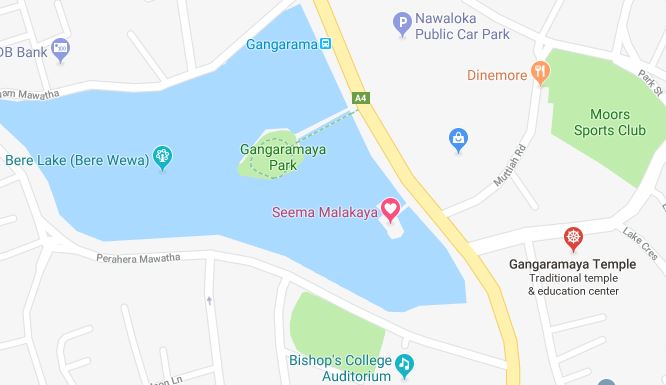 Nawaloka
Public Car Park
Gangarama
DB Bank
Dinemore
Park St
A4
am Mawatha
Moors
Sports Club
Gangaramaya
Park
Bere Lake (Bere Wewa)
Muttiah Rd
Seema Malakaya
Lake Cres
Perahera Mawatha
Gangaramaya Temple
Traditional temple
& education center
Bishop's College
Auditorium
son Ln
P